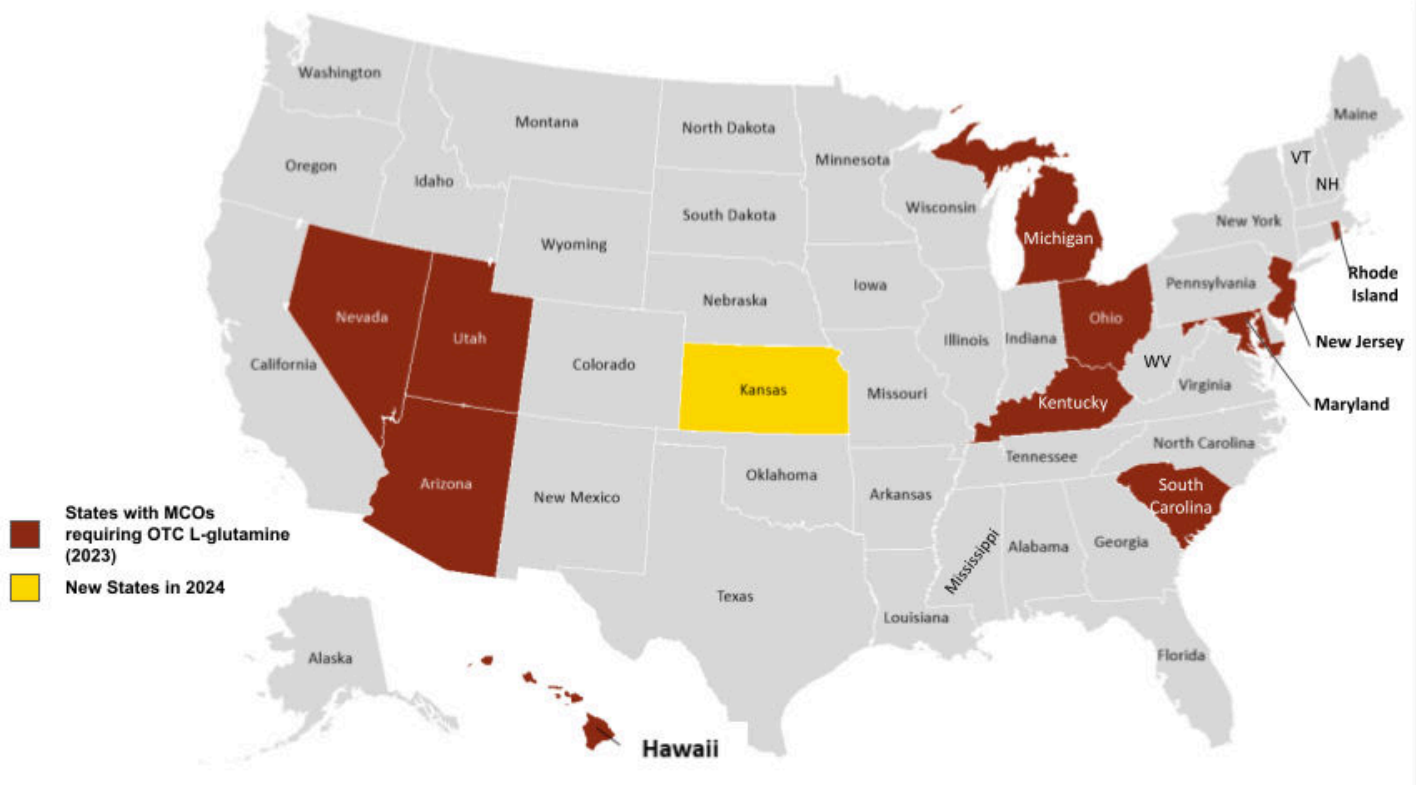 Washington
Montana
North Dakota
Minnesota
Maine
VT
NH
Oregon
Idaho
South Dakota
Wisconsin
New York
Wyoming
Michigan
Rhode
Island
Iowa
Pennsylvania
Nebraska
Nevada
Utah
Ohio
Illinois
Indiana
New Jersey
California
Colorado
Kansas
Missouri
WV
Virginia
Kentucky
Maryland
North Carolina
Tennessee
Arizona
New Mexico
Oklahoma
Arkansas
South
Carolina
Mississippi
Alabama
Georgia
States with MCOs
requiring OTC L-glutamine
(2023)
New States in 2024
Texas
Louisiana
Florida
Alaska
Hawaii